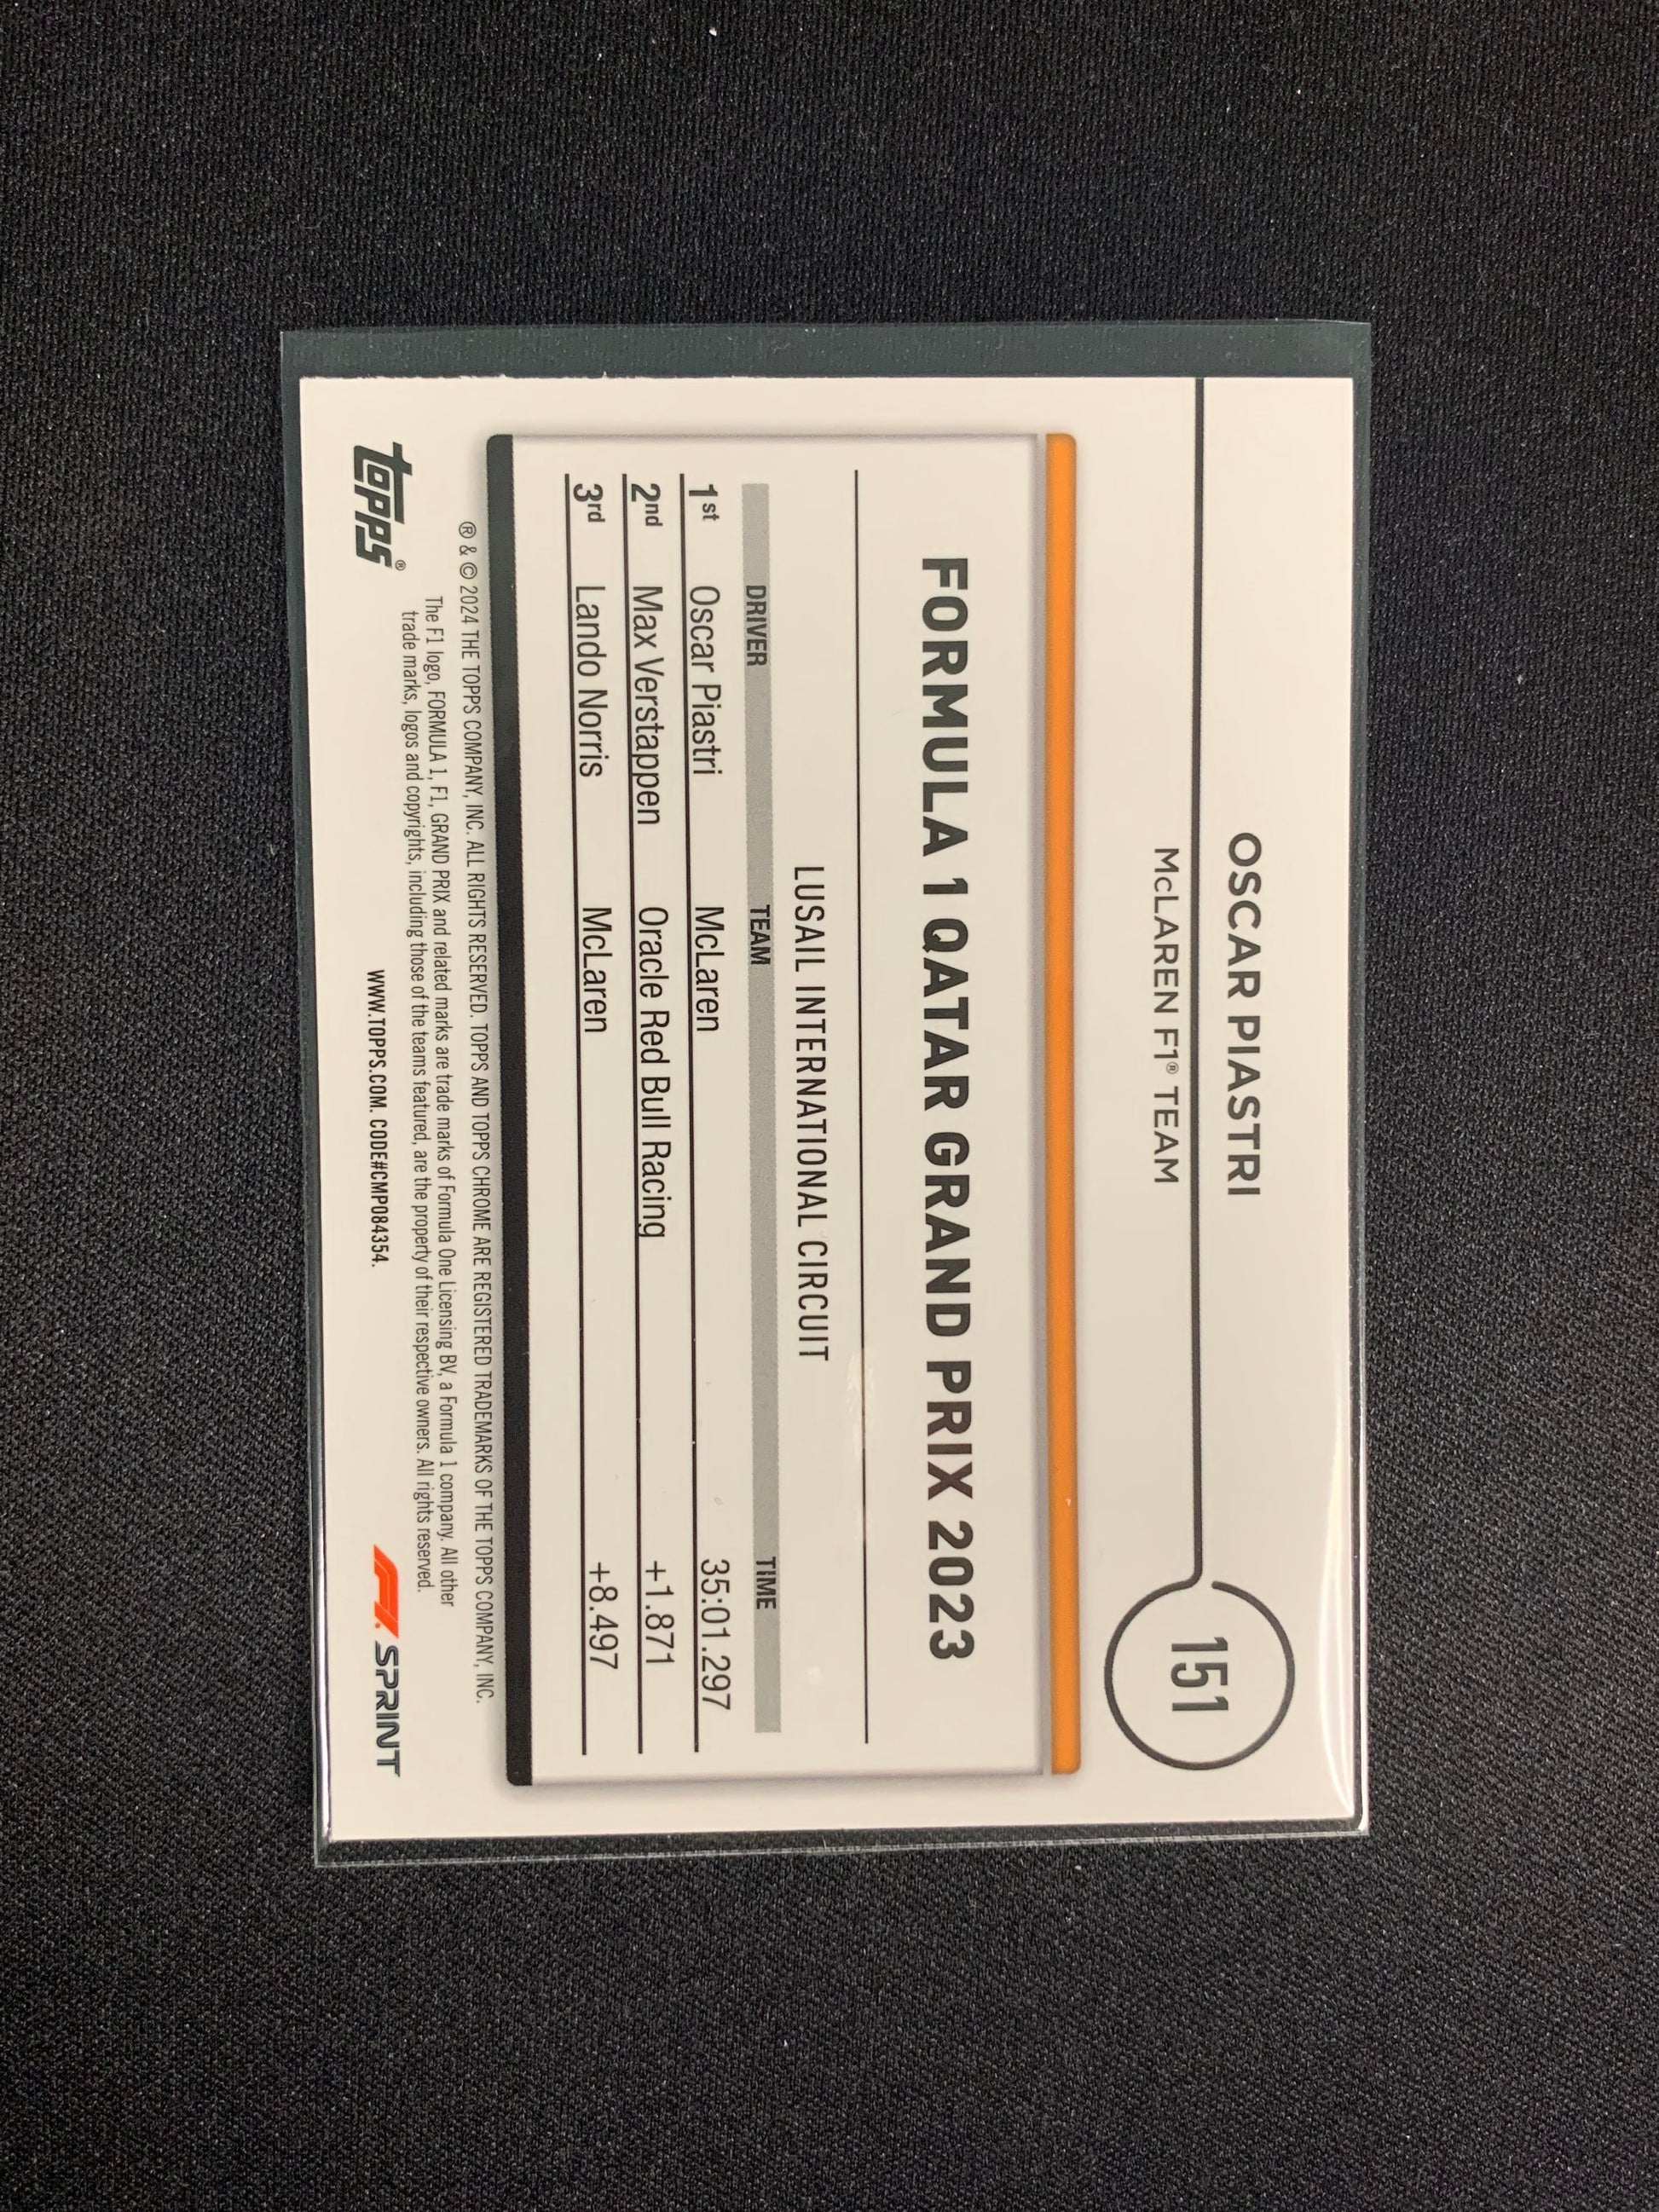 OSCAR PIASTRI
McLAREN F1® TEAM
151
FORMULA 1 QATAR GRAND PRIX 2023
LUSAIL INTERNATIONAL CIRCUIT
DRIVER TEAM TIME
1st Oscar Piastri McLaren 35:01.297
2nd Max Verstappen Oracle Red Bull Racing +1.871
3rd Lando Norris McLaren +8.497
® & © 2024 THE TOPPS COMPANY, INC. ALL RIGHTS RESERVED. TOPPS AND TOPPS CHROME ARE REGISTERED TRADEMARKS OF THE TOPPS COMPANY, INC.
The F1 logo, FORMULA 1, F1, GRAND PRIX and related marks are trade marks of Formula One Licensing BV, a Formula 1 company. All other
trade marks, logos and copyrights, including those of the teams featured, are the property of their respective owners. All rights reserved.
topps®
WWW.TOPPS.COM. CODE#CMP084354.
F1 SPRINT